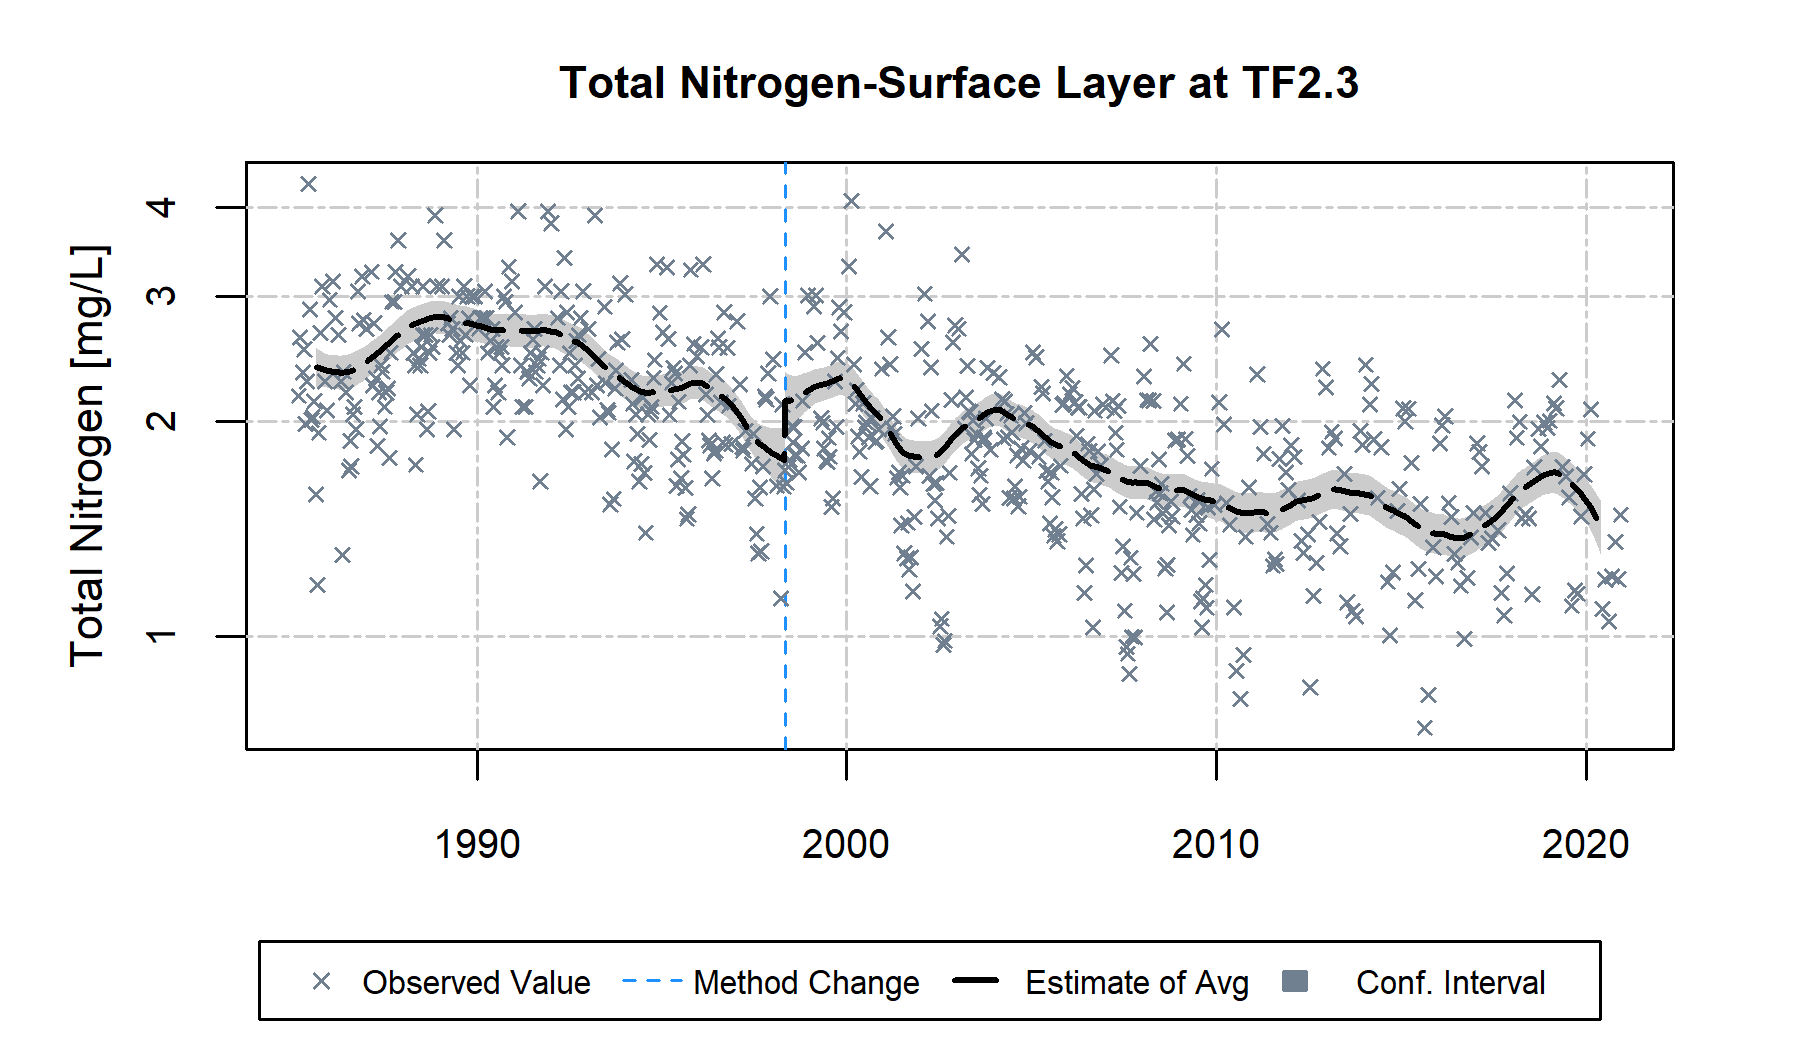 Total Nitrogen-Surface Layer at TF2.3
Total Nitrogen [mg/L]
4
3
2
1
1990 2000 2010 2020
Observed Value Method Change Estimate of Avg Conf. Interval